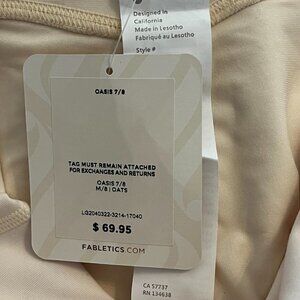 Designed in
California
Made in Lesotho
Fabriqué au Lesotho
Style #
OASIS 7/8
TAG MUST REMAIN ATTACHED
FOR EXCHANGES AND RETURNS
OASIS 7/8
M/8 | OATS
LG2040322-3214-17040
$ 69.95
FABLETICS.COM
CA 57737
RN 134638